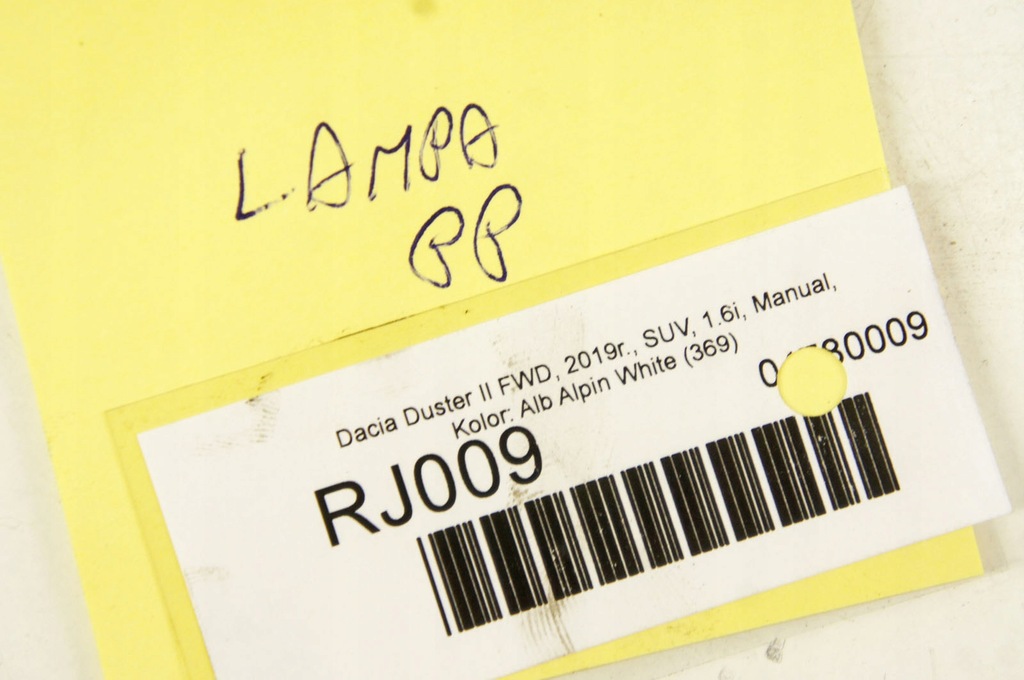 LAMPA
PP
Dacia Duster II FWD, 2019r., SUV, 1.6i, Manual,
Kolor: Alb Alpin White (369)
RJ009